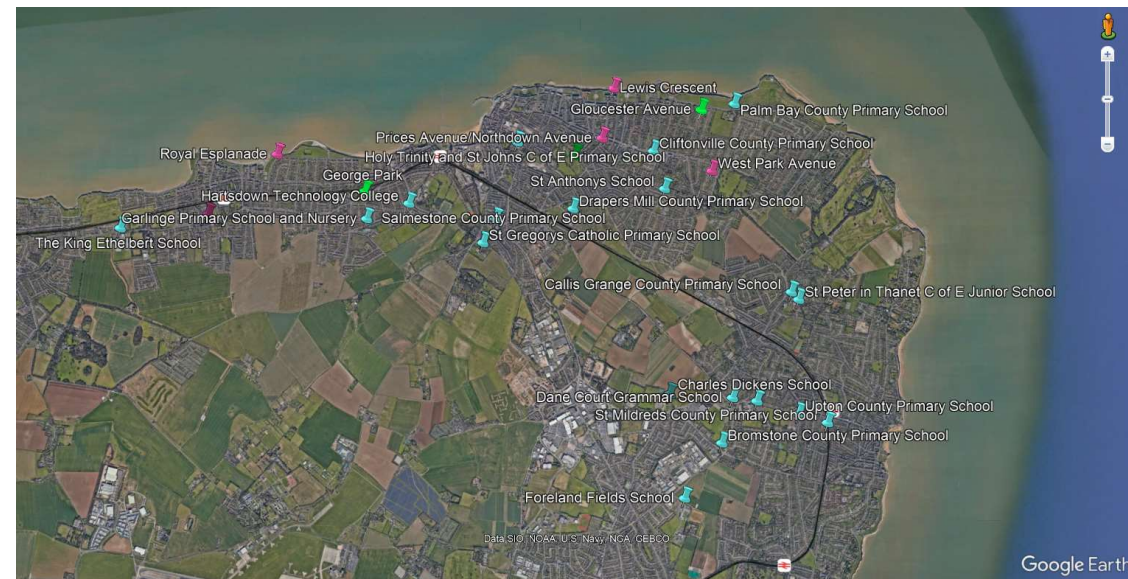 Lewis Crescent
Gloucester Avenue
Palm Bay County Primary School
Prices Avenue/Northdown Avenue
Cliftonville County Primary School
Royal Esplanade
Holy Trinity and St Johns C of E Primary School
West Park Avenue
George Park
St Anthonys School
Hartsdown Technology College
Drapers Mill County Primary School
Garlinge Primary School and Nursery
Salmestone County Primary School
The King Ethelbert School
St Gregorys Catholic Primary School
Callis Grange County Primary School
St Peter in Thanet C of E Junior School
Charles Dickens School
Dane Court Grammar School
Upton County Primary School
St Mildreds County Primary School
Bromstone County Primary School
Foreland Fields School
Data SIO, NOAA, U.S. Navy, NGA, GEBCO
Google Earth